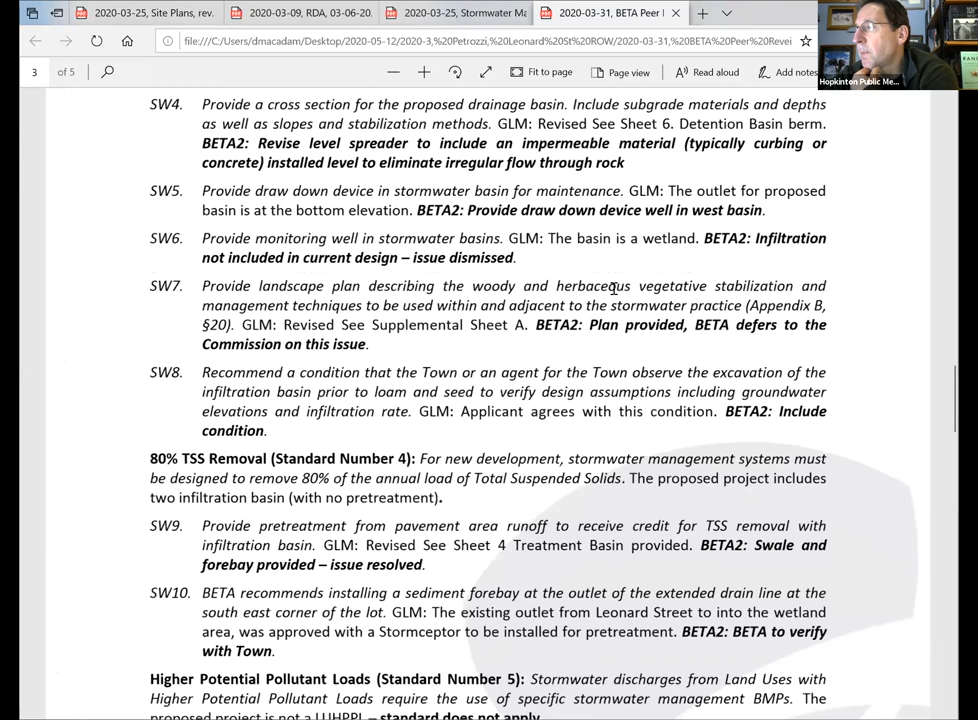 2020-03-25, Site Plans, rev.
2020-03-09, RDA, 03-06-20.
2020-03-25, Stormwater Ma
2020-03-31, BETA Peer I
file:///C:/Users/dmacadam/Desktop/2020-05-12/2020-3,%20Petrozzi,Leonard%20St%20ROW/2020-03-31,%20BETA%20Peer%20Revei
3 of 5
Fit to page
Page view
Read aloud
Add notes
Hopkinton Public Me...
SW4. Provide a cross section for the proposed drainage basin. Include subgrade materials and depths
as well as slopes and stabilization methods. GLM: Revised See Sheet 6. Detention Basin berm.
BETA2: Revise level spreader to include an impermeable material (typically curbing or
concrete) installed level to eliminate irregular flow through rock
SW5. Provide draw down device in stormwater basin for maintenance. GLM: The outlet for proposed
basin is at the bottom elevation. BETA2: Provide draw down device well in west basin.
SW6. Provide monitoring well in stormwater basins. GLM: The basin is a wetland. BETA2: Infiltration
not included in current design – issue dismissed.
SW7. Provide landscape plan describing the woody and herbaceous vegetative stabilization and
management techniques to be used within and adjacent to the stormwater practice (Appendix B,
§20). GLM: Revised See Supplemental Sheet A. BETA2: Plan provided, BETA defers to the
Commission on this issue.
SW8. Recommend a condition that the Town or an agent for the Town observe the excavation of the
infiltration basin prior to loam and seed to verify design assumptions including groundwater
elevations and infiltration rate. GLM: Applicant agrees with this condition. BETA2: Include
condition.
80% TSS Removal (Standard Number 4): For new development, stormwater management systems must
be designed to remove 80% of the annual load of Total Suspended Solids. The proposed project includes
two infiltration basin (with no pretreatment).
SW9. Provide pretreatment from pavement area runoff to receive credit for TSS removal with
infiltration basin. GLM: Revised See Sheet 4 Treatment Basin provided. BETA2: Swale and
forebay provided – issue resolved.
SW10. BETA recommends installing a sediment forebay at the outlet of the extended drain line at the
south east corner of the lot. GLM: The existing outlet from Leonard Street to into the wetland
area, was approved with a Stormceptor to be installed for pretreatment. BETA2: BETA to verify
with Town.
Higher Potential Pollutant Loads (Standard Number 5): Stormwater discharges from Land Uses with
Higher Potential Pollutant Loads require the use of specific stormwater management BMPs. The
proposed project is not a LUHPPL – standard does not apply.